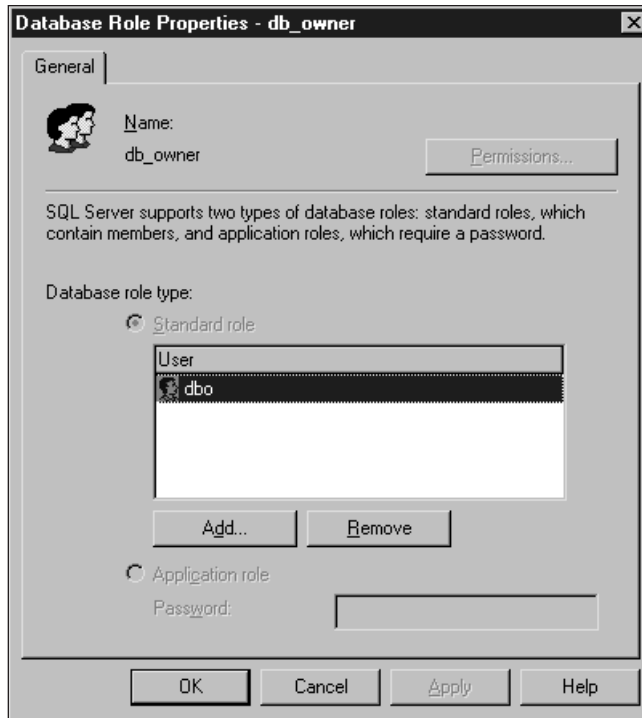 Database Role Properties - db_owner
General
Name:
db_owner
Permissions...
SQL Server supports two types of database roles: standard roles, which
contain members, and application roles, which require a password.
Database role type:
Standard role
User
dbo
Add...
Remove
Application role
Password:
OK
Cancel
Apply
Help